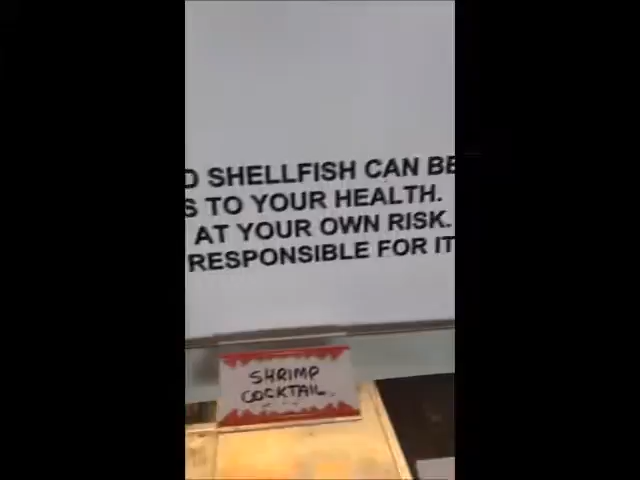 D SHELLFISH CAN BE
S TO YOUR HEALTH.
AT YOUR OWN RISK.
RESPONSIBLE FOR IT
SHRIMP
COCKTAIL